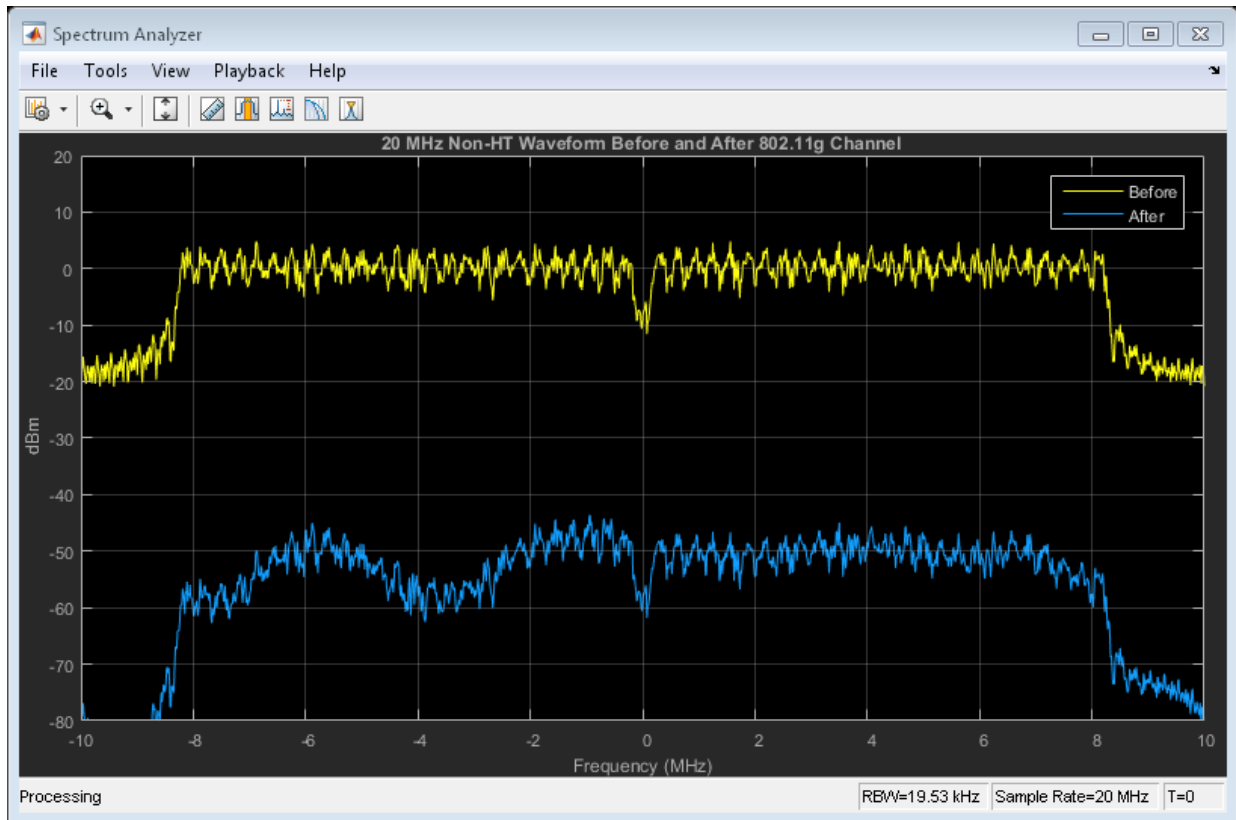 Spectrum Analyzer
File Tools View Playback Help
20 MHz Non-HT Waveform Before and After 802.11g Channel
Before
After
20
10
0
-10
-20
-30
-40
-50
-60
-70
-80
dBm
-10 -8 -6 -4 -2 0 2 4 6 8 10
Frequency (MHz)
Processing RBW=19.53 kHz Sample Rate=20 MHz T=0